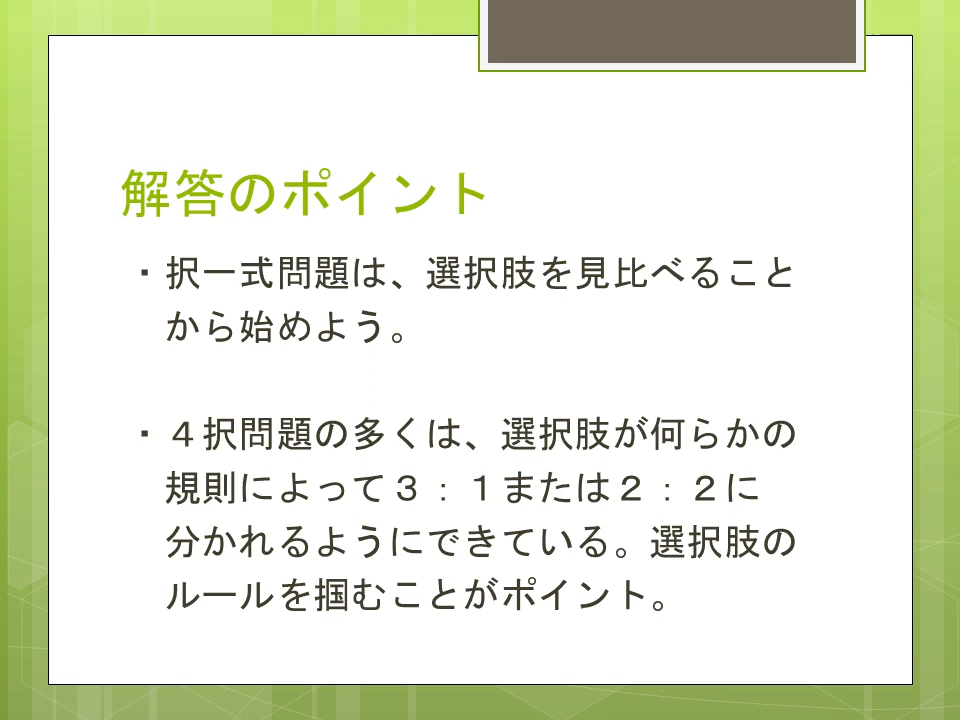 解答のポイント
・択一式問題は、選択肢を見比べること
から始めよう。
・４択問題の多くは、選択肢が何らかの
規則によって３：１または２：２に
分かれるようにできている。選択肢の
ルールを掴むことがポイント。